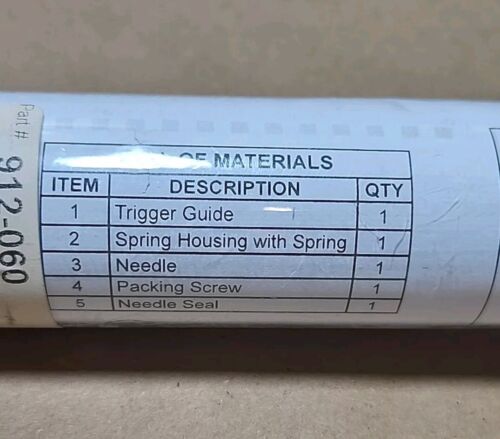 Part #
912-060
OF MATERIALS
ITEM DESCRIPTION QTY
1 Trigger Guide 1
2 Spring Housing with Spring 1
3 Needle 1
4 Packing Screw 1
5 Needle Seal 1